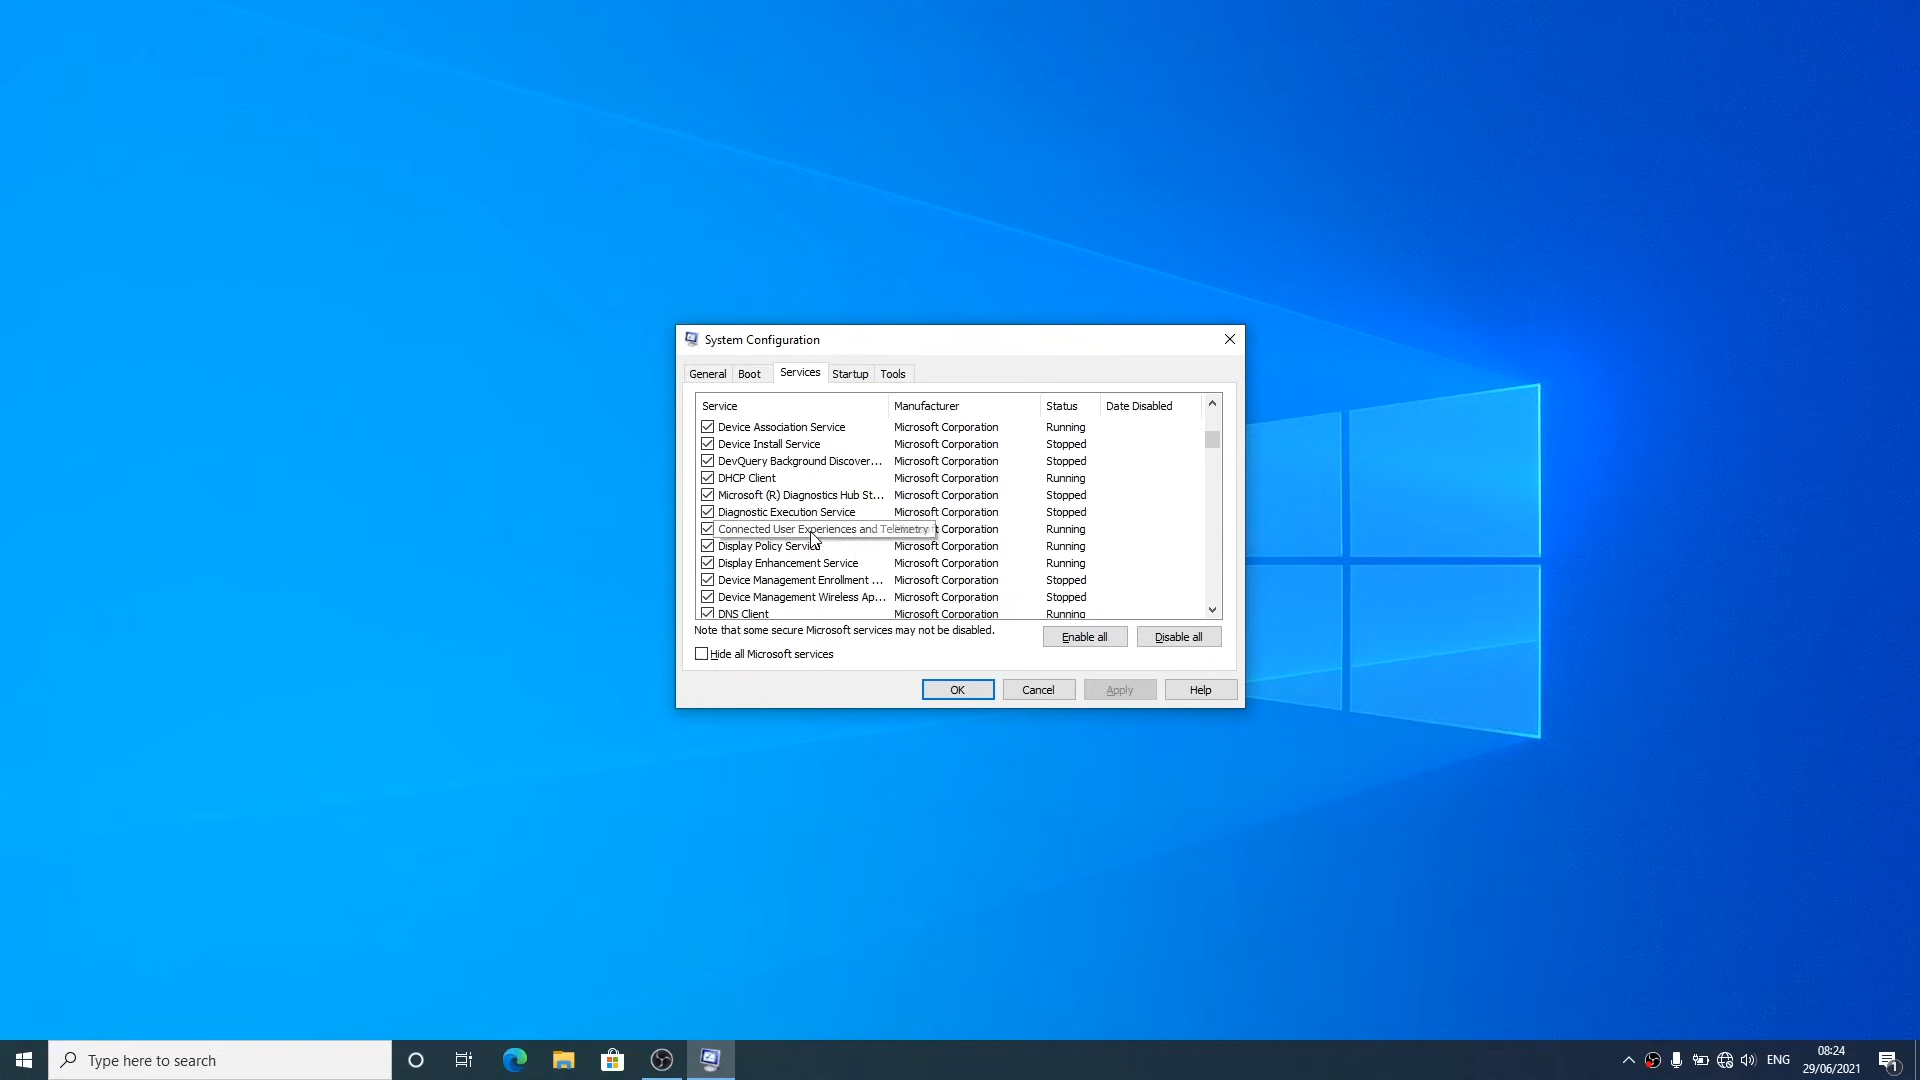 System Configuration
General Boot Services Startup Tools
Service Manufacturer Status Date Disabled
Device Association Service Microsoft Corporation Running
Device Install Service Microsoft Corporation Stopped
DevQuery Background Discover... Microsoft Corporation Stopped
DHCP Client Microsoft Corporation Running
Microsoft (R) Diagnostics Hub St... Microsoft Corporation Stopped
Diagnostic Execution Service Microsoft Corporation Stopped
Connected User Experiences and Telemetry Corporation Running
Display Policy Service Microsoft Corporation Running
Display Enhancement Service Microsoft Corporation Running
Device Management Enrollment ... Microsoft Corporation Stopped
Device Management Wireless Ap... Microsoft Corporation Stopped
DNS Client Microsoft Corporation Running
Note that some secure Microsoft services may not be disabled.
Enable all Disable all
Hide all Microsoft services
OK Cancel Apply Help
Type here to search
ENG
08:24
29/06/2021
1